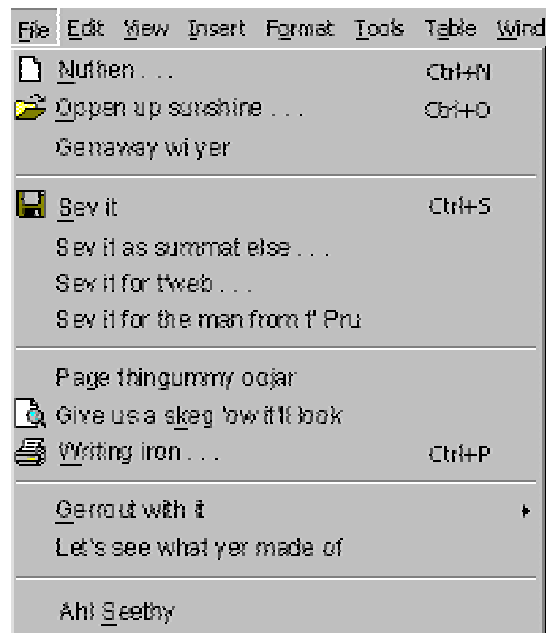 File Edit View Insert Format Tools Table Wind
Nuthen . . . Ctrl+N
Oppen up sunshine . . . Ctrl+O
Gerraway wi yer
Sev it Ctrl+S
Sev it as summat else . . .
Sev it for t'web . . .
Sev it for the man from t' Pru
Page thingummy oojar
Give us a skeg 'ow it'll look
Writing iron . . . Ctrl+P
Gerrout with it
Let's see what yer made of
Ah! Seethy